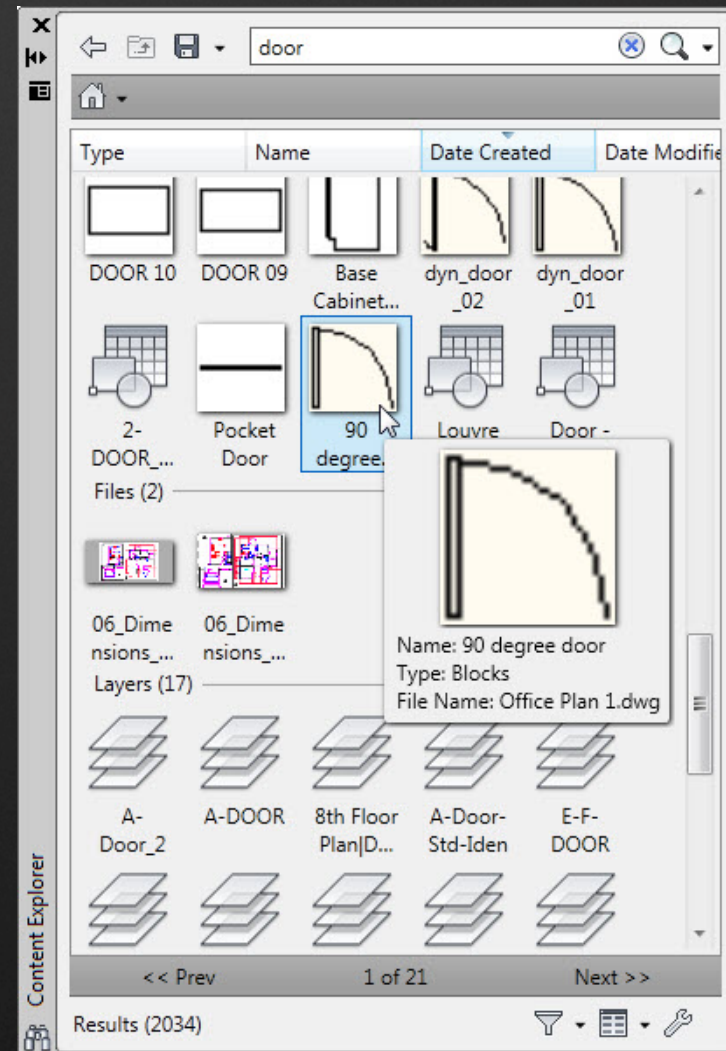 door
Type Name Date Created Date Modifie
DOOR 10 DOOR 09 Base dyn_door dyn_door
Cabinet... _02 _01
2- Pocket 90 Louvre Door -
DOOR_... Door degree...
Files (2)
Name: 90 degree door
Type: Blocks
File Name: Office Plan 1.dwg
06_Dime 06_Dime
nsions_... nsions_...
Layers (17)
A- A-DOOR 8th Floor A-Door- E-F-
Door_2 Plan|D... Std-Iden DOOR
<< Prev 1 of 21 Next >>
Results (2034)
Content Explorer